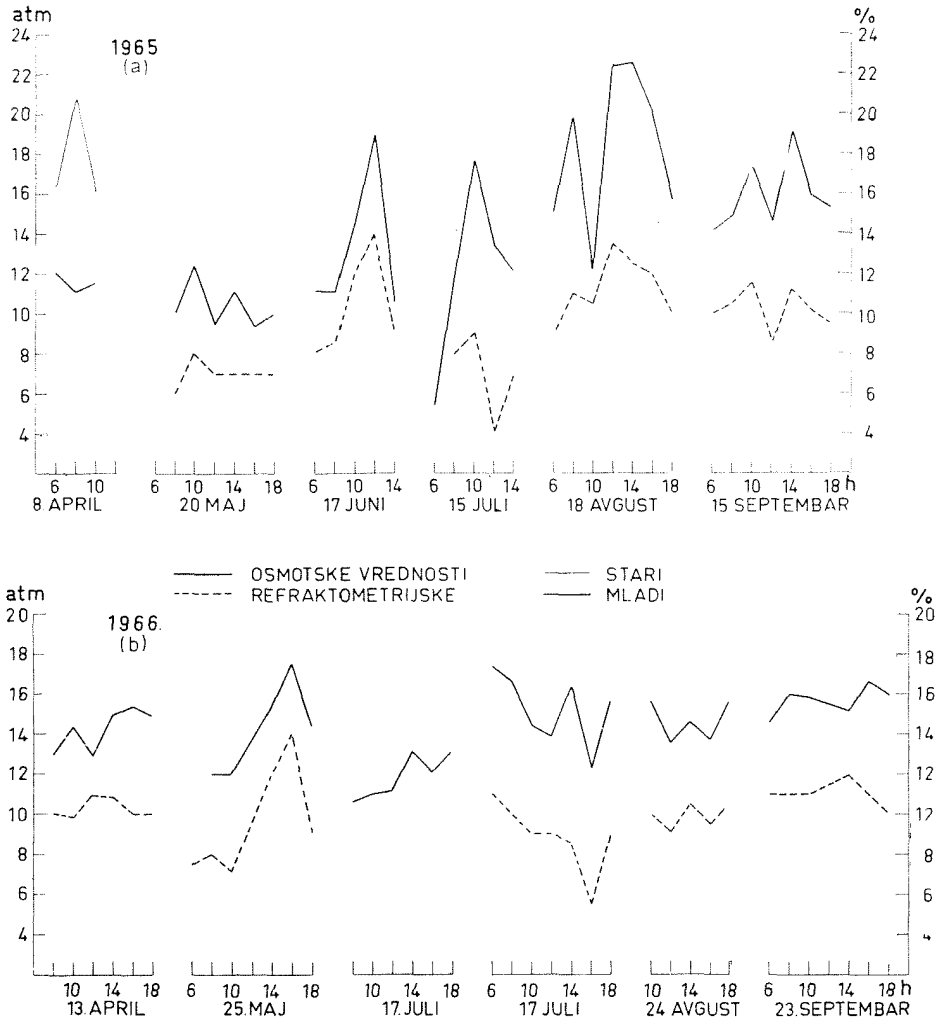 atm %
1965
(a)
24 24
22 22
20 20
18 18
16 16
14 14
12 12
10 10
8 8
6 6
4 4
6 10 6 10 14 18 6 10 14 6 10 14 6 10 14 18 6 10 14 18 h
8. APRIL 20 MAJ 17 JUNI 15 JULI 18 AVGUST 15 SEPTEMBAR
OSMOTSKE VREDNOSTI STARI
REFRAKTOMETRIJSKE MLADI
atm %
1966.
(b)
20 20
18 18
16 16
14 14
12 12
10 12
8 8
6 6
4 4
10 14 18 6 10 14 18 10 14 18 6 10 14 18 10 14 18 6 10 14 18 h
13. APRIL 25. MAJ 17. JULI 17 JULI 24 AVGUST 23. SEPTEMBAR